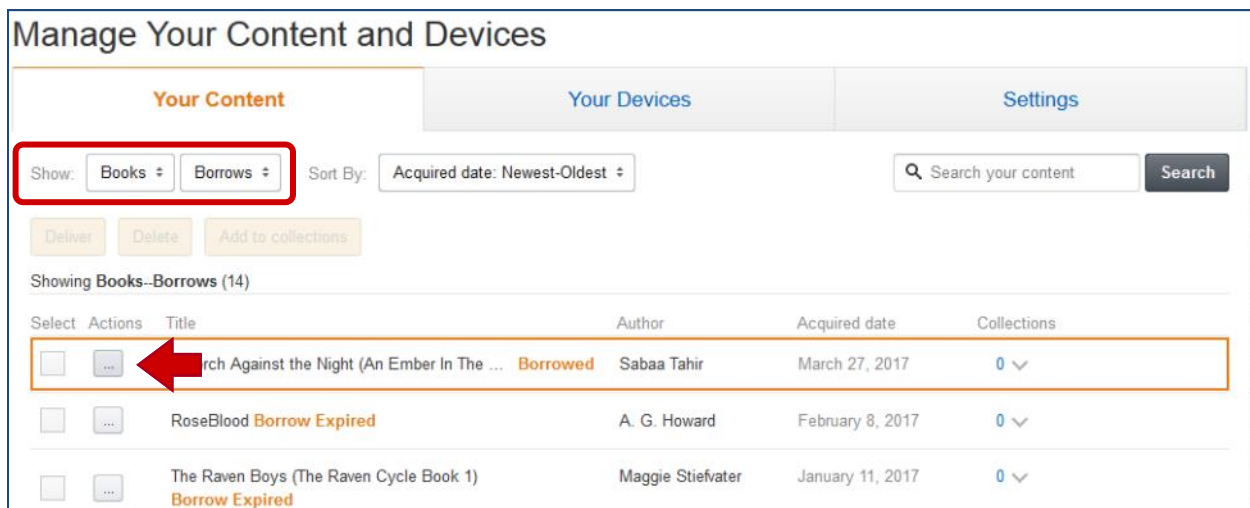 Manage Your Content and Devices
Your Content Your Devices Settings
Show: Books Borrows Sort By: Acquired date: Newest-Oldest Search your content Search
Deliver Delete Add to collections
Showing Books--Borrows (14)
Select Actions Title Author Acquired date Collections
... Against the Night (An Ember In The ... Borrowed Sabaa Tahir March 27, 2017 0
... RoseBlood Borrow Expired A. G. Howard February 8, 2017 0
... The Raven Boys (The Raven Cycle Book 1) Maggie Stiefvater January 11, 2017 0
Borrow Expired